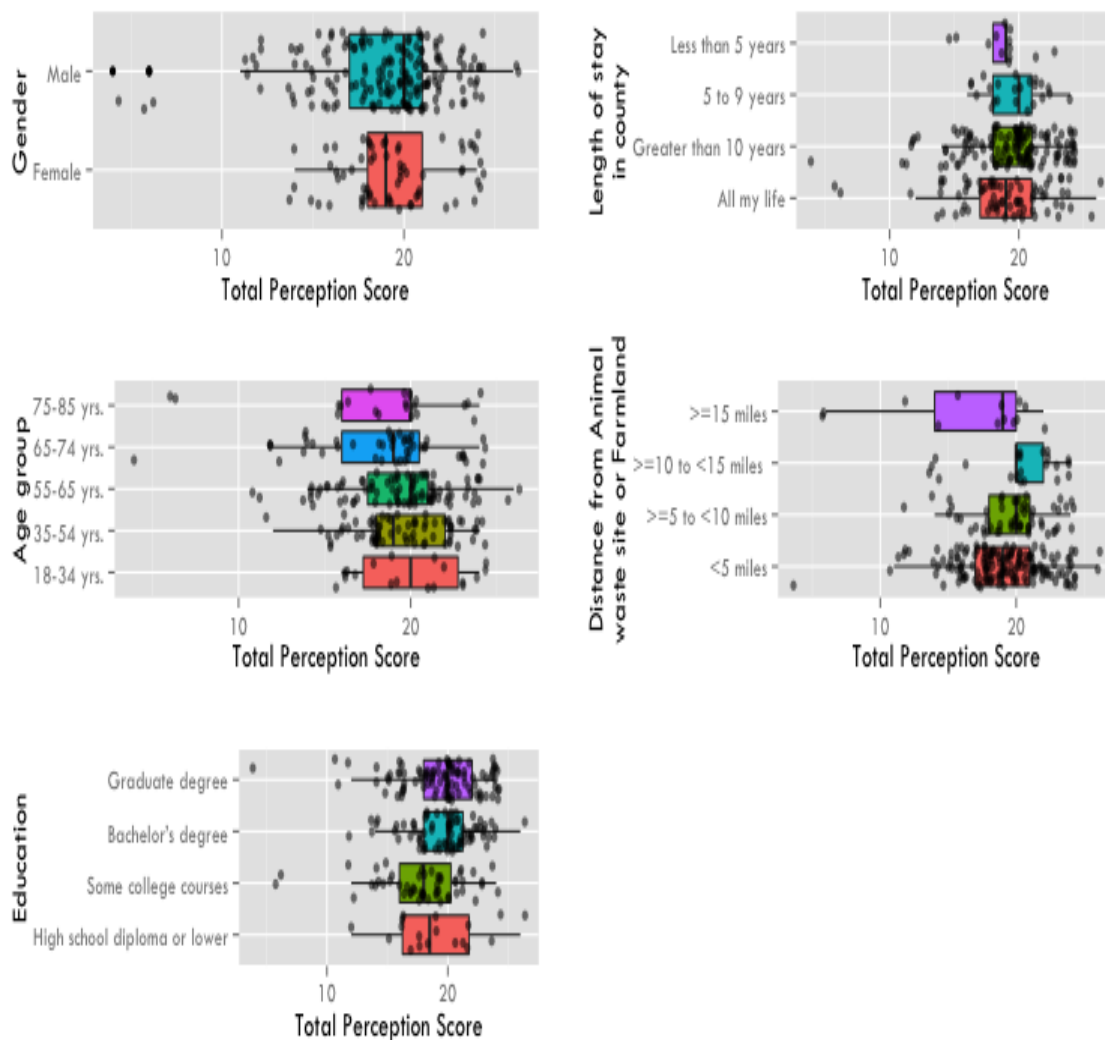 Gender
Male
Female
10 20
Total Perception Score
Length of stay
in county
Less than 5 years
5 to 9 years
Greater than 10 years
All my life
10 20
Total Perception Score
Age group
75-85 yrs.
65-74 yrs.
55-65 yrs.
35-54 yrs.
18-34 yrs.
10 20
Total Perception Score
Distance from Animal
waste site or Farmland
>=15 miles
>=10 to <15 miles
>=5 to <10 miles
<5 miles
10 20
Total Perception Score
Education
Graduate degree
Bachelor's degree
Some college courses
High school diploma or lower
10 20
Total Perception Score